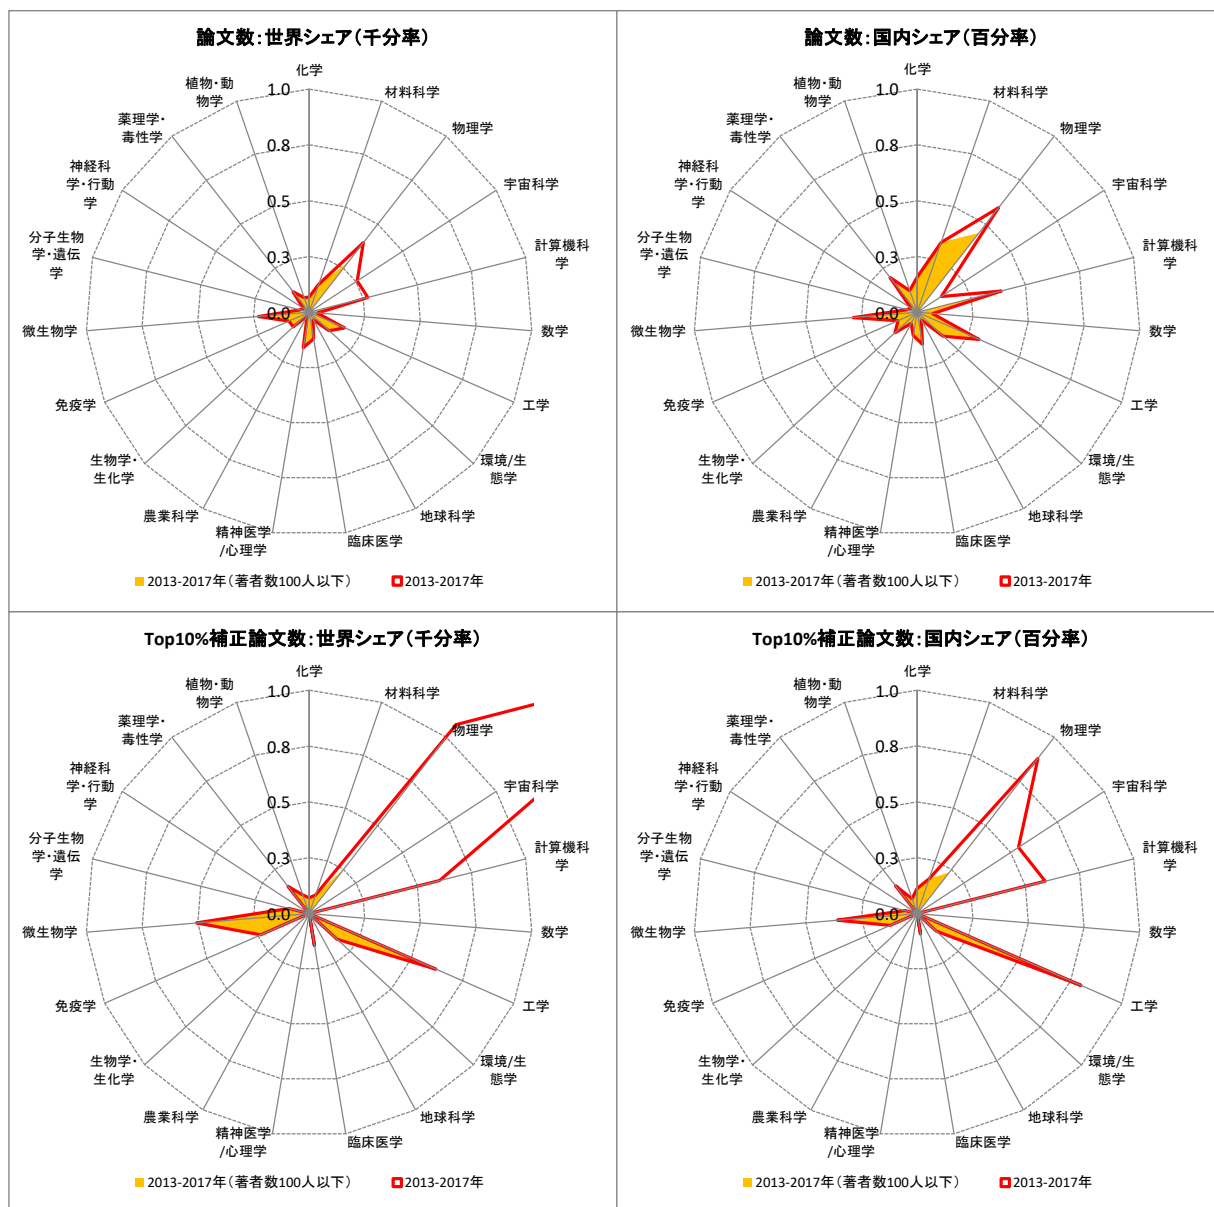 論文数：世界シェア（千分率）
化学
材料科学
物理学
宇宙科学
計算機科
学
数学
工学
環境/生
態学
地球科学
臨床医学
精神医学
/心理学
農業科学
生物学・
生化学
免疫学
微生物学
分子生物
学・遺伝
学
神経科
学・行動
学
薬理学・
毒性学
植物・動
物学
1.0
0.8
0.5
0.3
0.0
2013-2017年（著者数100人以下）
2013-2017年
論文数：国内シェア（百分率）
化学
材料科学
物理学
宇宙科学
計算機科
学
数学
工学
環境/生
態学
地球科学
臨床医学
精神医学
/心理学
農業科学
生物学・
生化学
免疫学
微生物学
分子生物
学・遺伝
学
神経科
学・行動
学
薬理学・
毒性学
植物・動
物学
1.0
0.8
0.5
0.3
0.0
2013-2017年（著者数100人以下）
2013-2017年
Top10%補正論文数：世界シェア（千分率）
化学
材料科学
物理学
宇宙科学
計算機科
学
数学
工学
環境/生
態学
地球科学
臨床医学
精神医学
/心理学
農業科学
生物学・
生化学
免疫学
微生物学
分子生物
学・遺伝
学
神経科
学・行動
学
薬理学・
毒性学
植物・動
物学
1.0
0.8
0.5
0.3
0.0
2013-2017年（著者数100人以下）
2013-2017年
Top10%補正論文数：国内シェア（百分率）
化学
材料科学
物理学
宇宙科学
計算機科
学
数学
工学
環境/生
態学
地球科学
臨床医学
精神医学
/心理学
農業科学
生物学・
生化学
免疫学
微生物学
分子生物
学・遺伝
学
神経科
学・行動
学
薬理学・
毒性学
植物・動
物学
1.0
0.8
0.5
0.3
0.0
2013-2017年（著者数100人以下）
2013-2017年